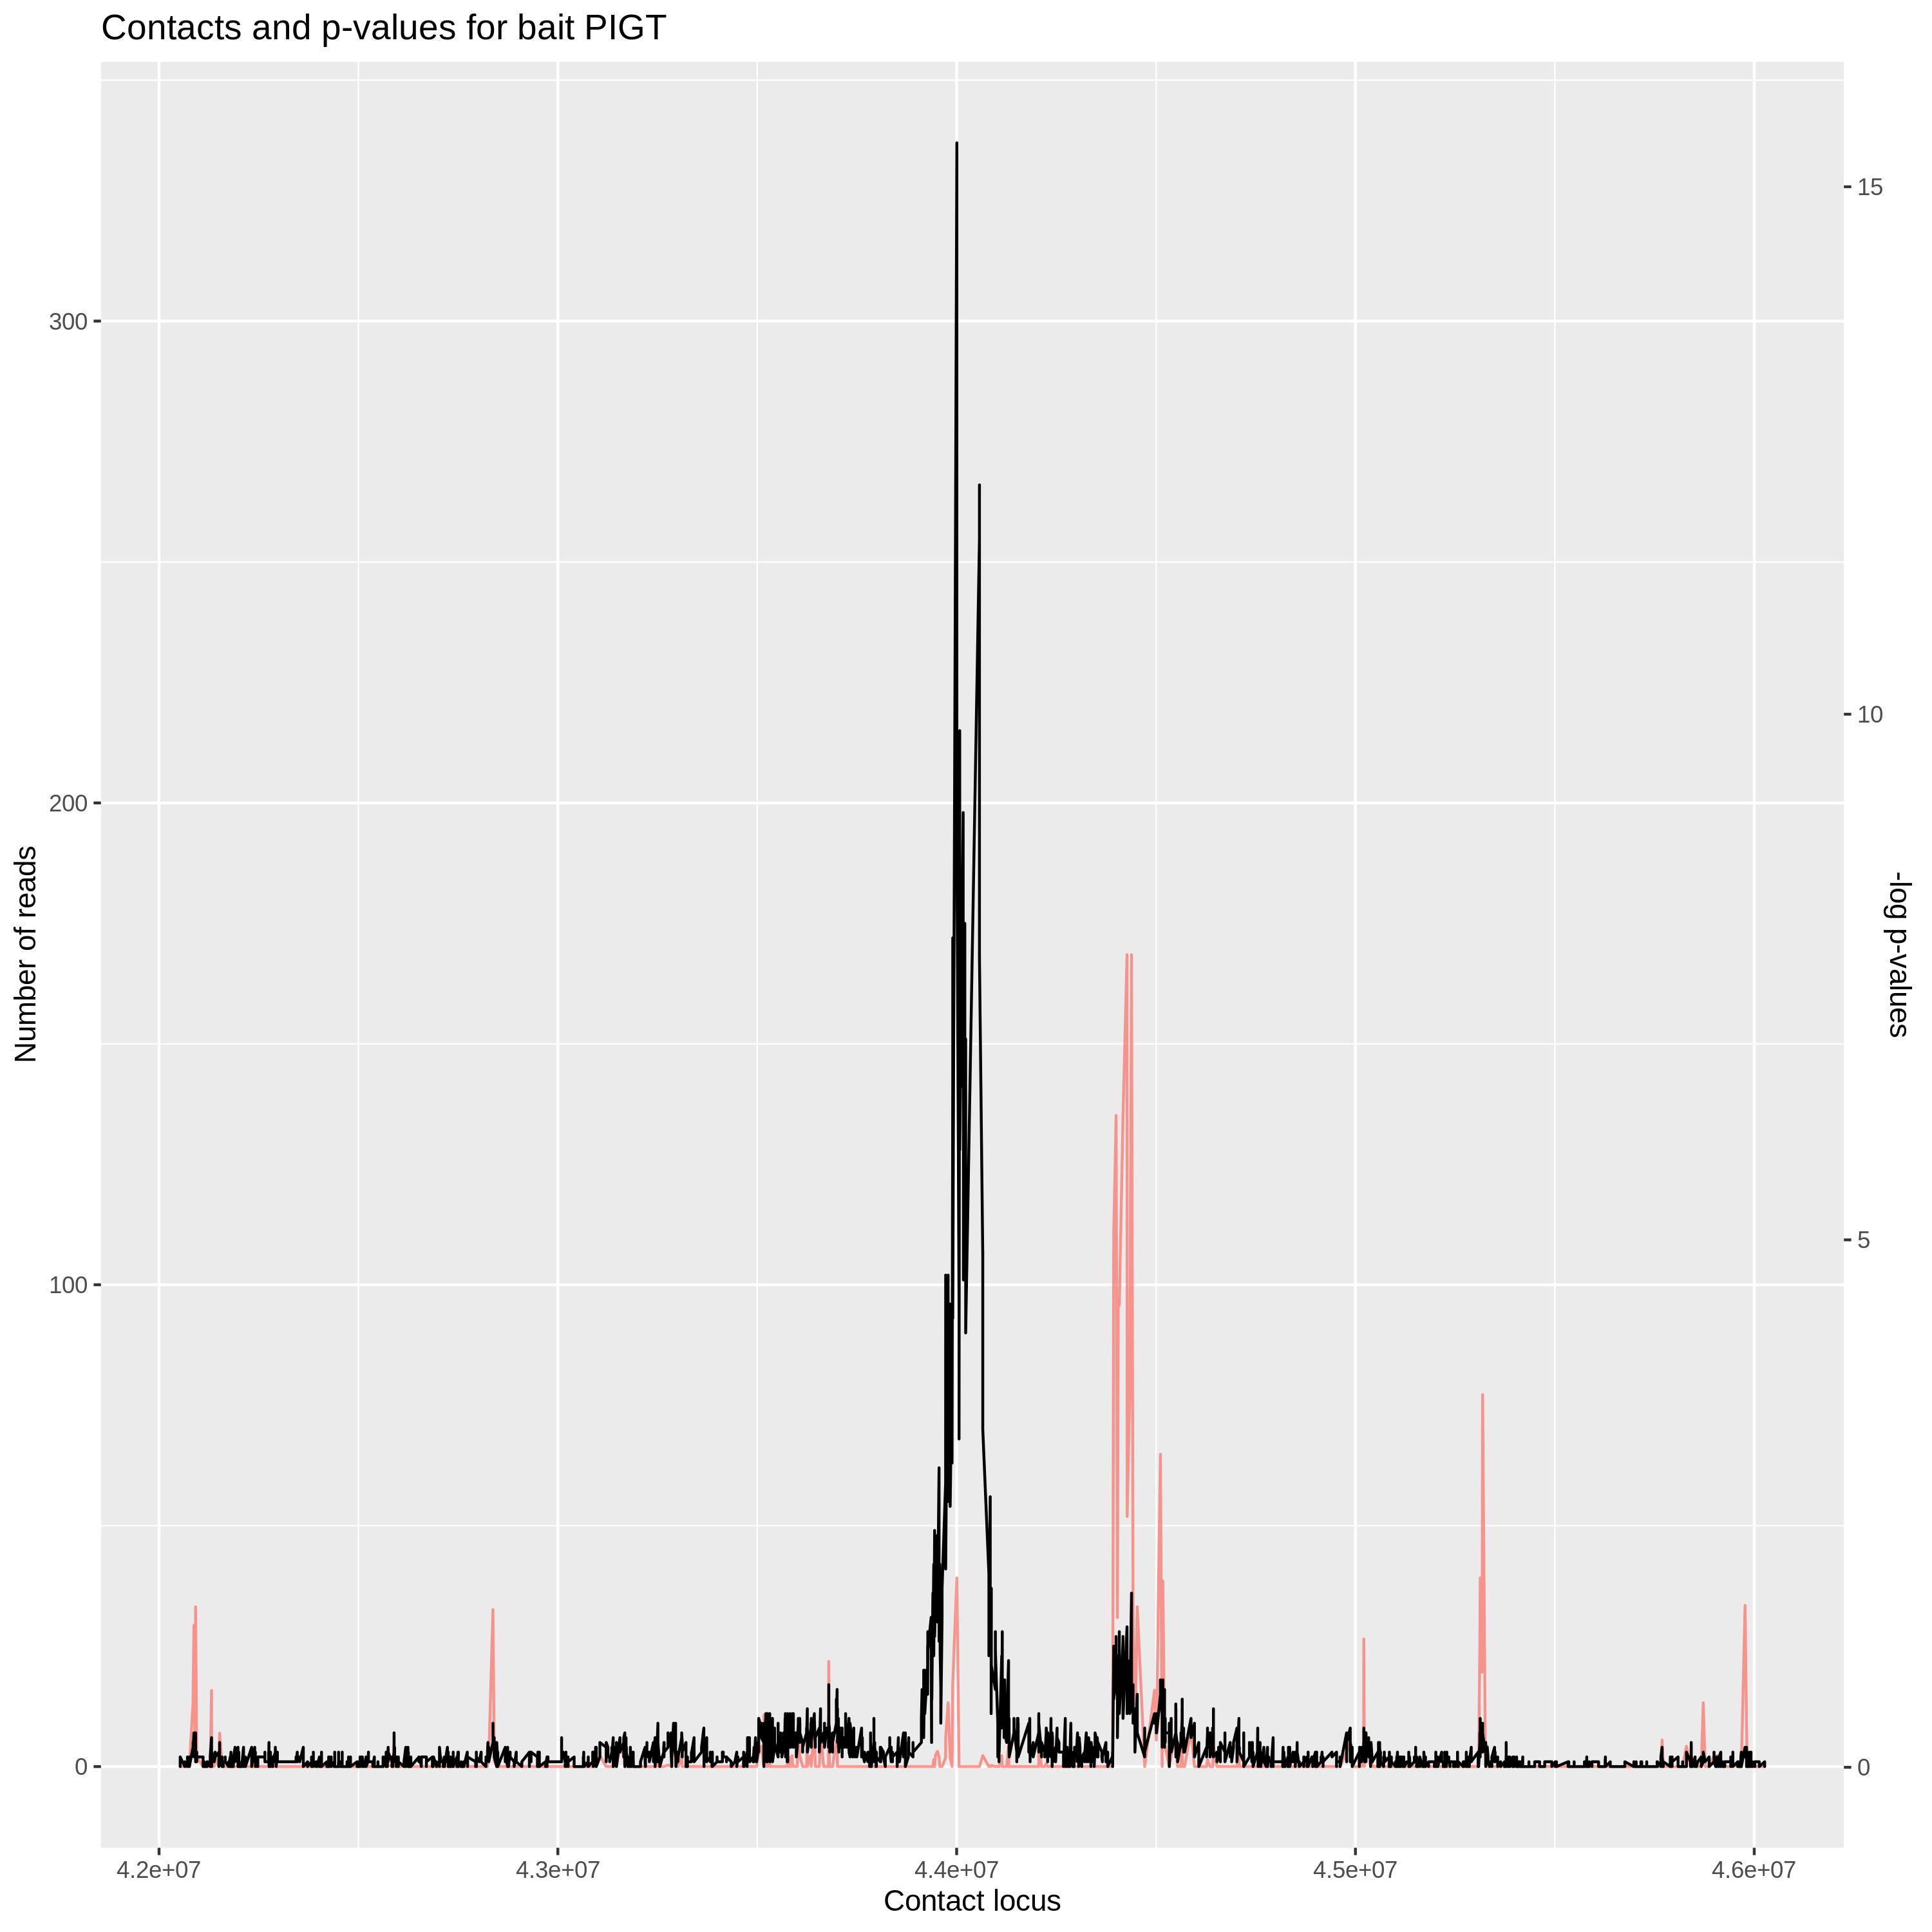 Contacts and p-values for bait PIGT
Number of reads
300
200
100
0
15
10
5
0
-log p-values
4.2e+07
4.3e+07
4.4e+07
4.5e+07
4.6e+07
Contact locus